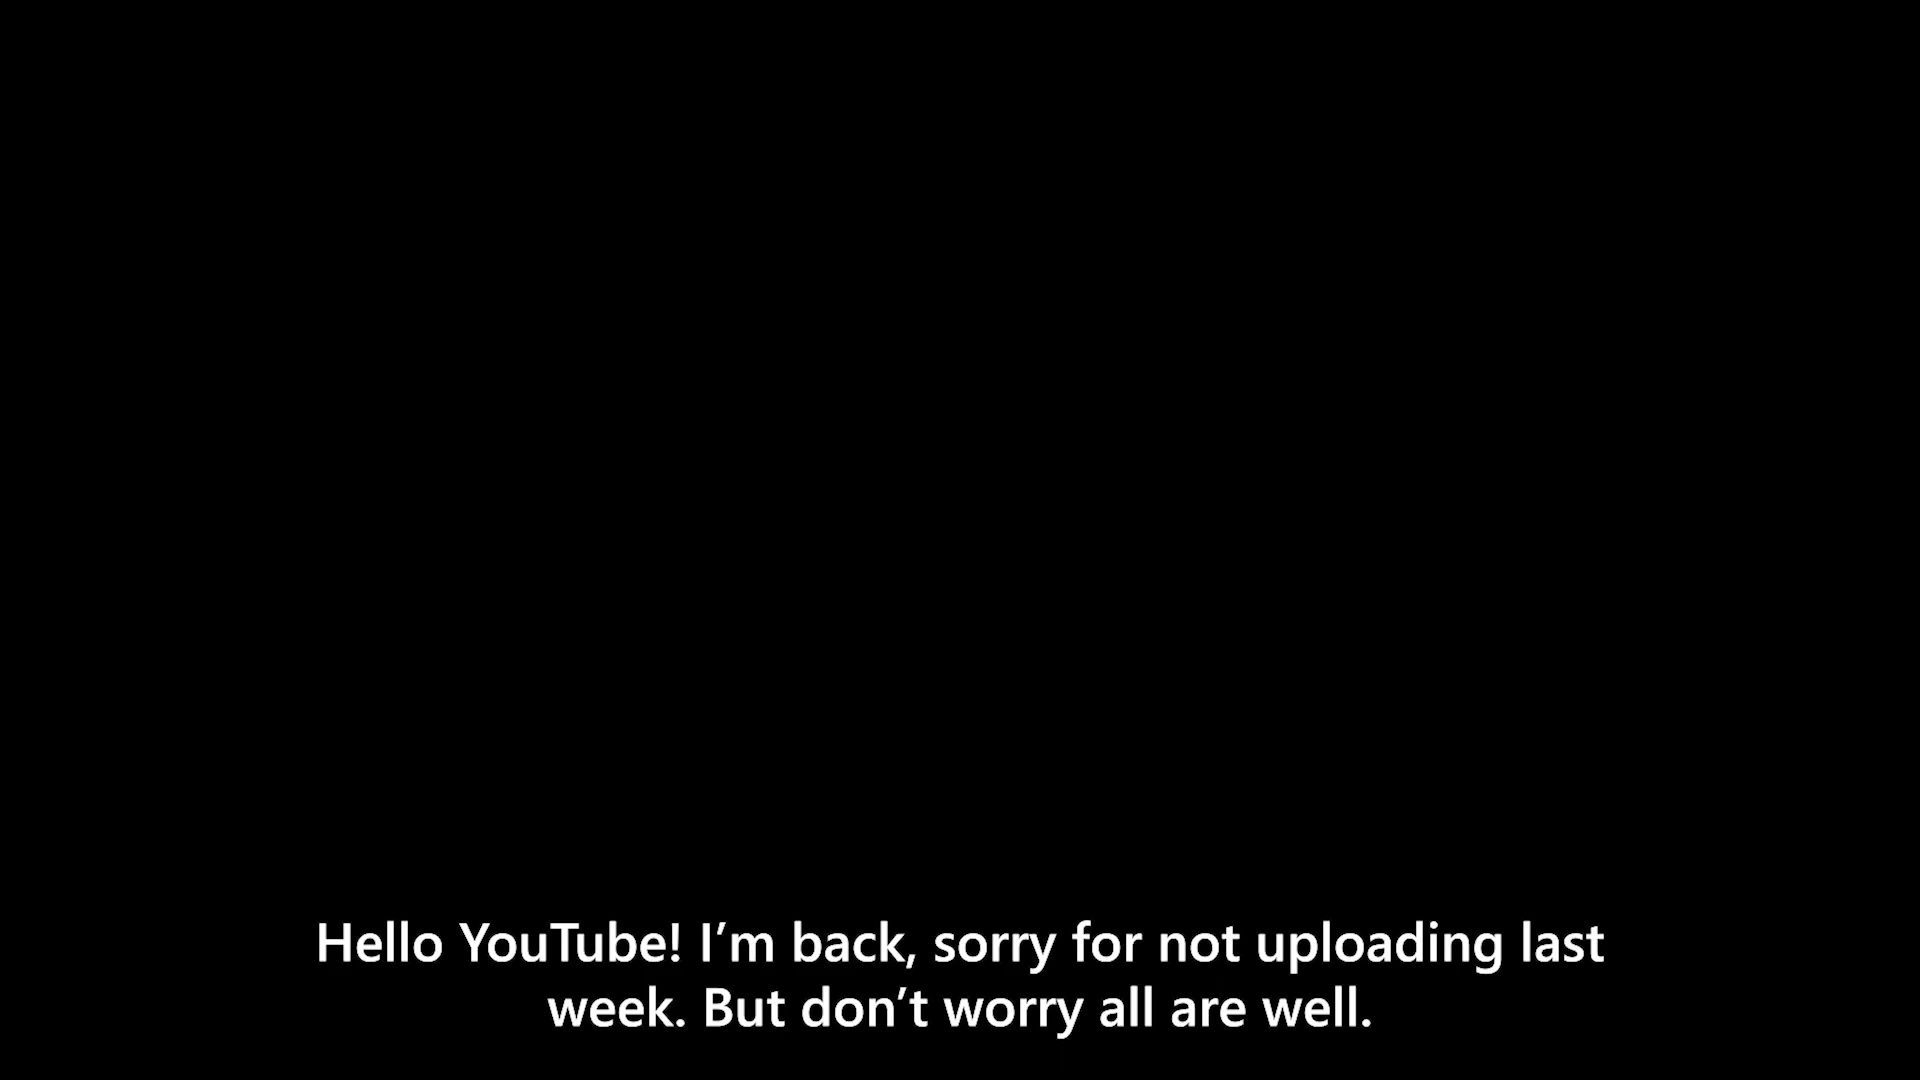 Hello YouTube! I’m back, sorry for not uploading last
week. But don’t worry all are well.